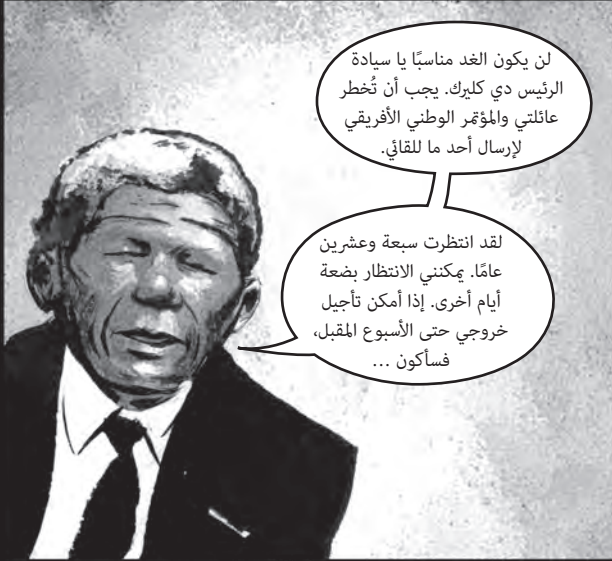 لن يكون الغد مناسبًا يا سيادة
الرئيس دي كليرك. يجب أن تُخطر
عائلتي والمؤتمر الوطني الأفريقي
لإرسال أحد ما للقائي.
لقد انتظرت سبعة وعشرين
عامًا. يمكنني الانتظار بضعة
أيام أخرى. إذا أمكن تأجيل
خروجي حتى الأسبوع المقبل،
فسأكون ...